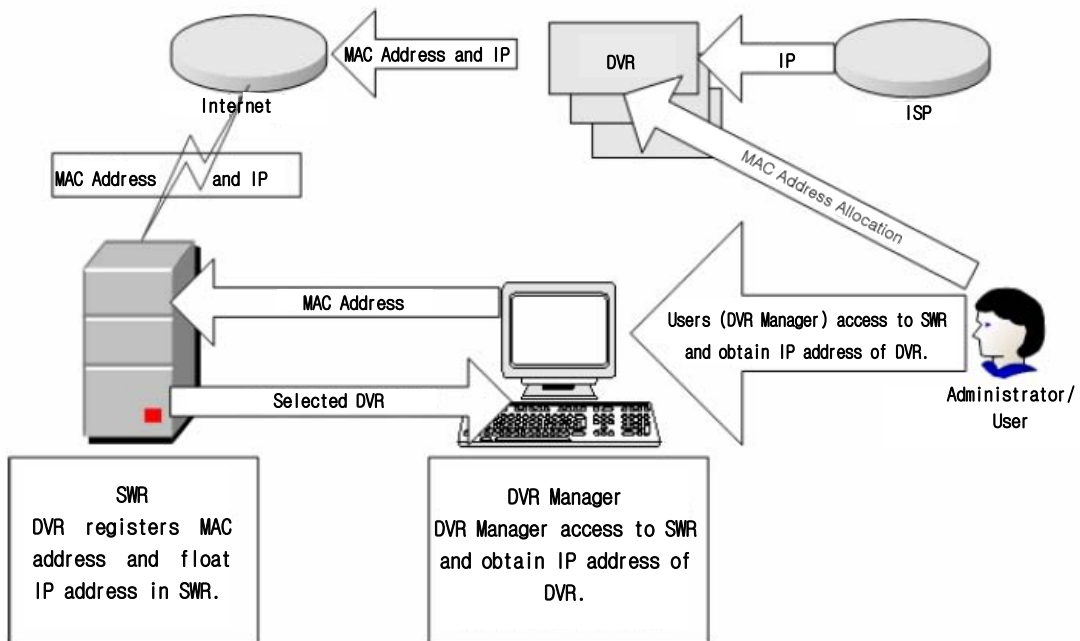 MAC Address and IP
DVR
IP
Internet
ISP
MAC Address and IP
MAC Address Allocation
MAC Address
Users (DVR Manager) access to SWR
and obtain IP address of DVR.
Selected DVR
Administrator/
User
SWR
DVR registers MAC
address and float
IP address in SWR.
DVR Manager
DVR Manager access to SWR
and obtain IP address of
DVR.